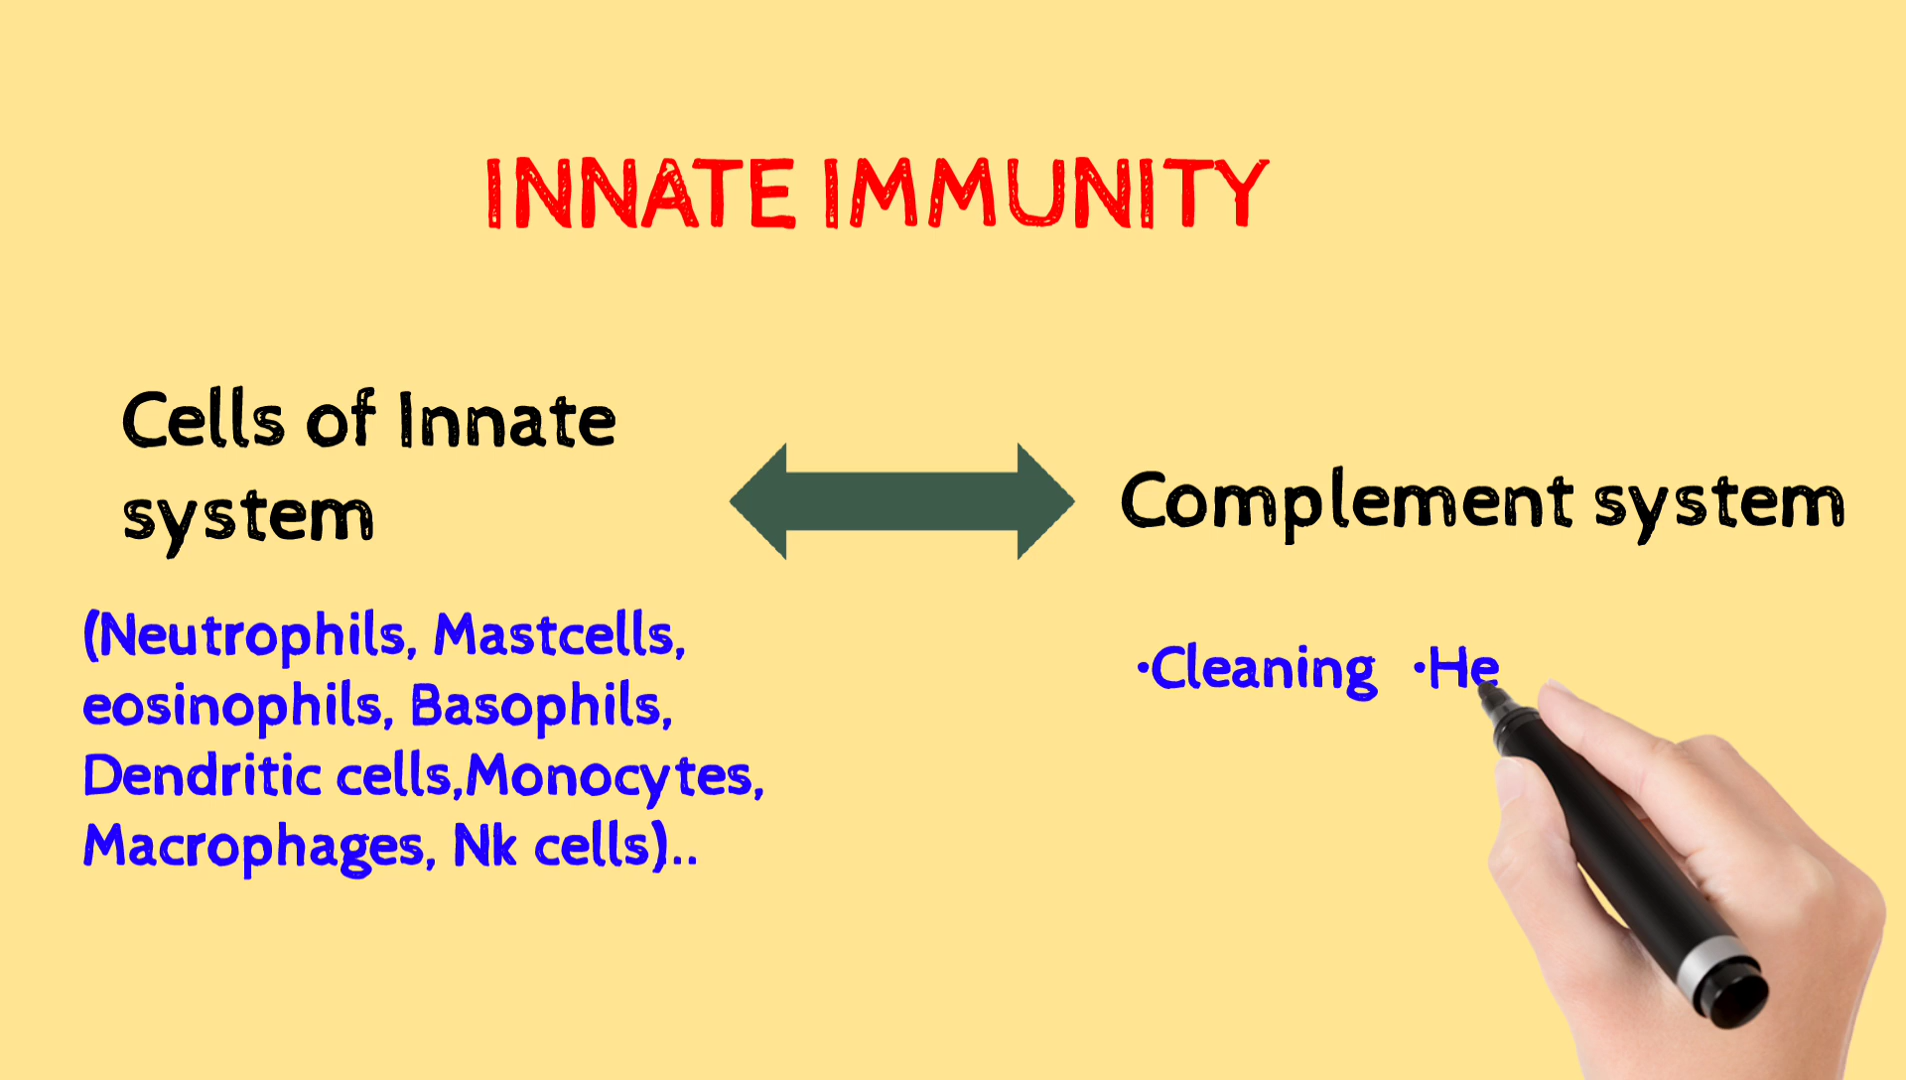 INNATE IMMUNITY
Cells of Innate
system
(Neutrophils, Mastcells,
eosinophils, Basophils,
Dendritic cells,Monocytes,
Macrophages, Nk cells)..
Complement system
•Cleaning •He